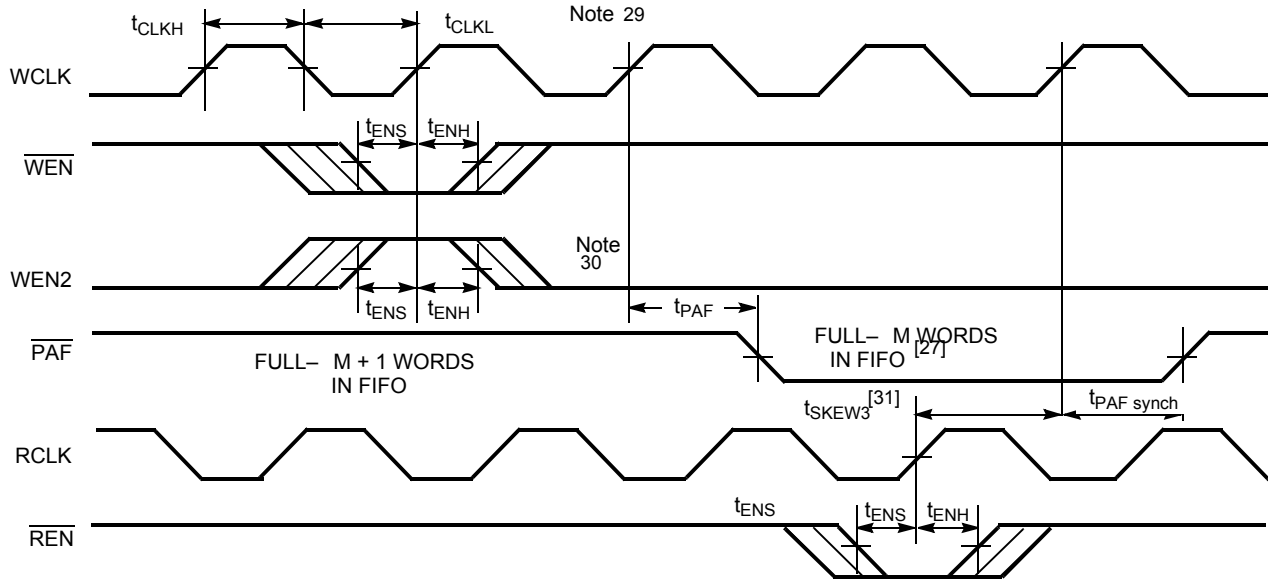 Note 29
tCLKH
tCLKL
WCLK
tENS tENH
WEN
Note
30
WEN2
tENS tENH
tPAF
PAF
FULL– M WORDS
IN FIFO [27]
FULL– M + 1 WORDS
IN FIFO
tSKEW3[31]
tPAF synch
RCLK
tENS tENS tENH
REN